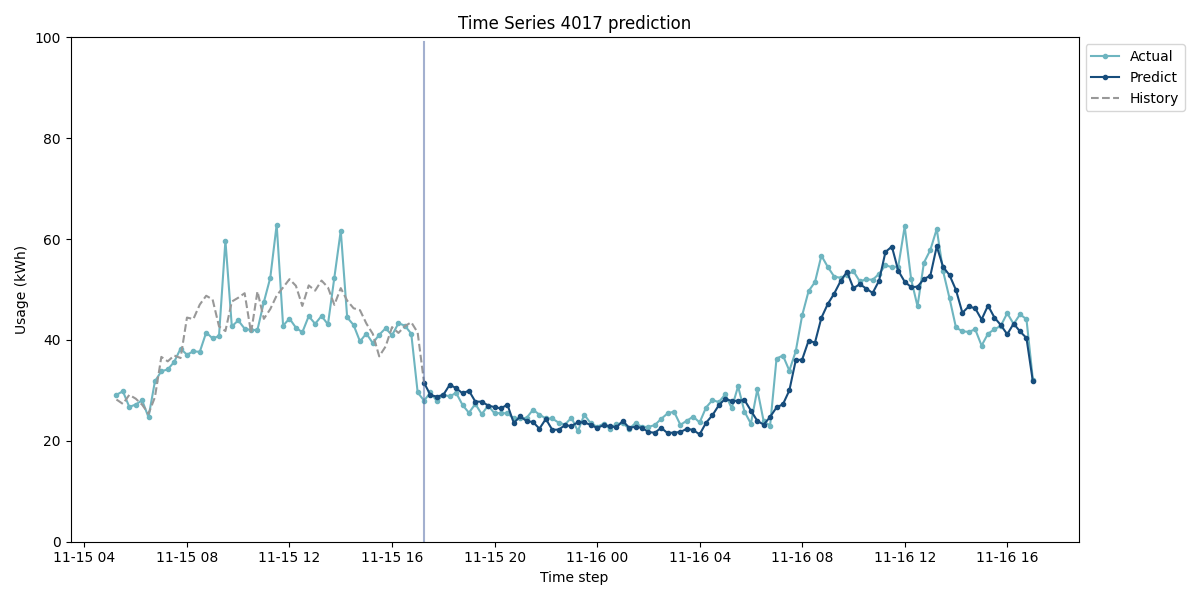 Time Series 4017 prediction
100
80
60
40
20
0
Usage (kWh)
11-15 04
11-15 08
11-15 12
11-15 16
11-15 20
11-16 00
11-16 04
11-16 08
11-16 12
11-16 16
Time step
Actual
Predict
History